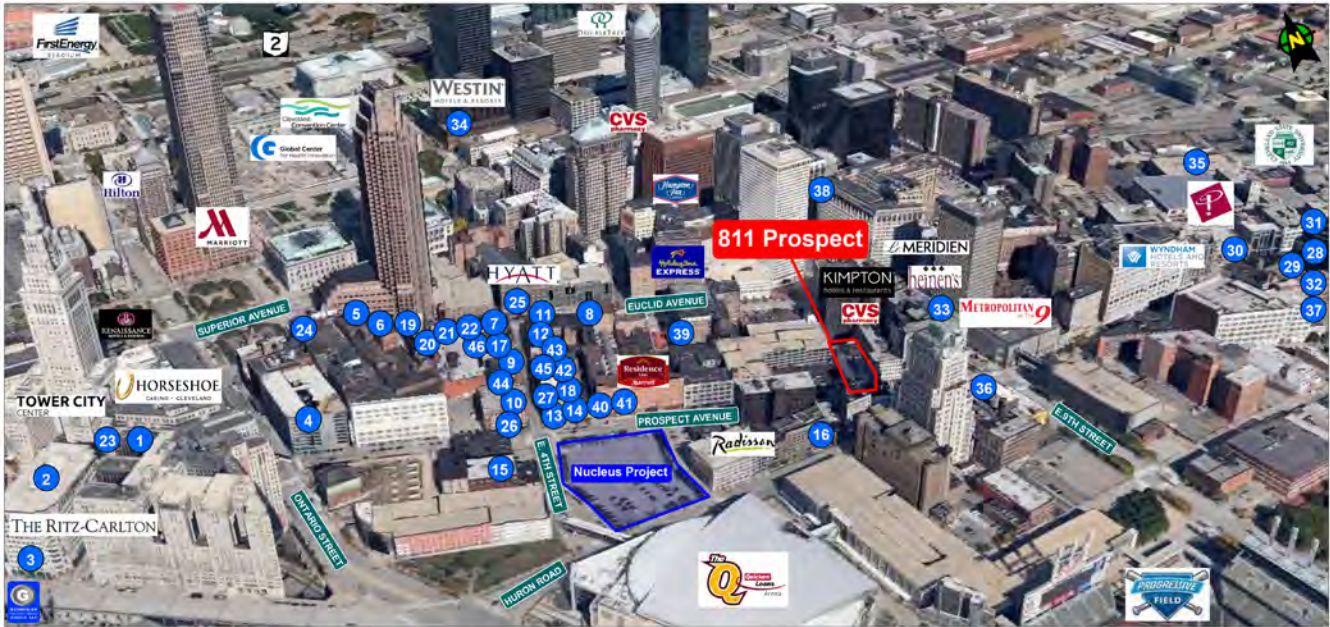 FirstEnergy
STADIUM
2
DOUBLETREE
N
WESTIN
HOTELS & RESORTS
34
Cleveland
Convention Center
Global Center
for Health Innovation
CVS
pharmacy
35
Hilton
Hampton
Inn
38
MARRIOTT
811 Prospect
31
LE MERIDIEN
30
WYNDHAM
HOTELS AND
RESORTS
28
29
HYATT
Holiday Inn
EXPRESS
KIMPTON
hotels & restaurants
heinen's
32
25
EUCLID AVENUE
33
METROPOLITAN
9
37
RENAISSANCE
SUPERIOR AVENUE
24
5
6
19
20
21
22
7
11
8
CVS
pharmacy
46
17
12
39
43
HORSESHOE
CASINO • CLEVELAND
TOWER CITY
CENTER
9
45
42
Residence
Inn
Marriott
44
18
36
4
10
27
40
41
13
14
PROSPECT AVENUE
E. 9TH STREET
23
1
26
16
Radisson
2
15
E. 4TH STREET
Nucleus Project
THE RITZ-CARLTON
ONTARIO STREET
3
HURON ROAD
The
Q
Quicken
Loans
Arena
PROGRESSIVE
FIELD
G